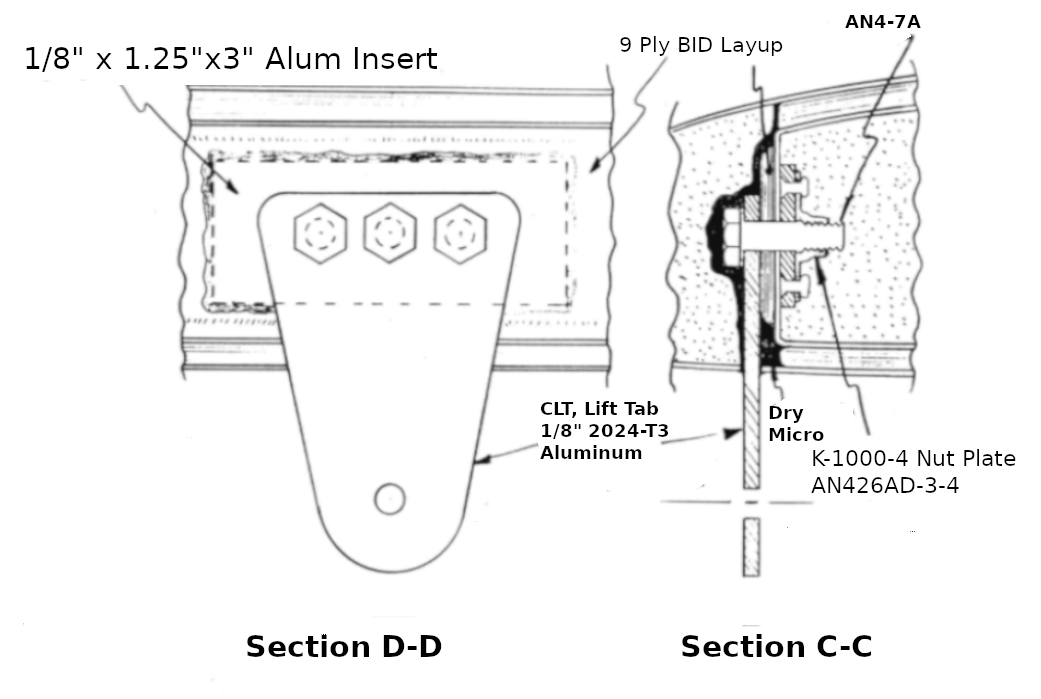 AN4-7A
9 Ply BID Layup
1/8" x 1.25"x3" Alum Insert
CLT, Lift Tab
1/8" 2024-T3
Aluminum
Dry
Micro
K-1000-4 Nut Plate
AN426AD-3-4
Section D-D
Section C-C